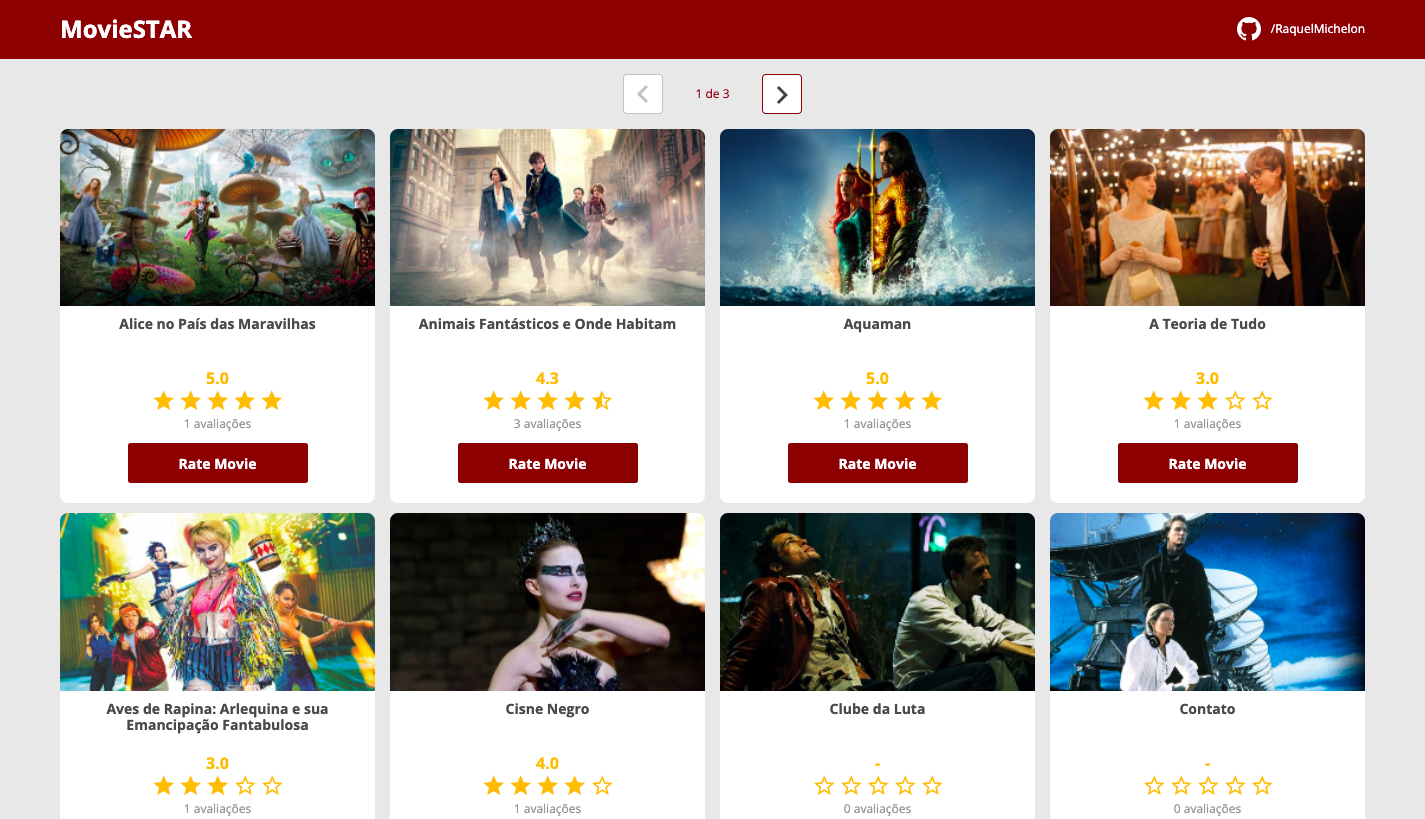 MovieSTAR
/RaquelMichelon
1 de 3
Alice no País das Maravilhas
5.0
1 avaliações
Rate Movie
Animais Fantásticos e Onde Habitam
4.3
3 avaliações
Rate Movie
Aquaman
5.0
1 avaliações
Rate Movie
A Teoria de Tudo
3.0
1 avaliações
Rate Movie
Aves de Rapina: Arlequina e sua
Emancipação Fantabulosa
3.0
1 avaliações
Cisne Negro
4.0
1 avaliações
Clube da Luta
-
0 avaliações
Contato
-
0 avaliações